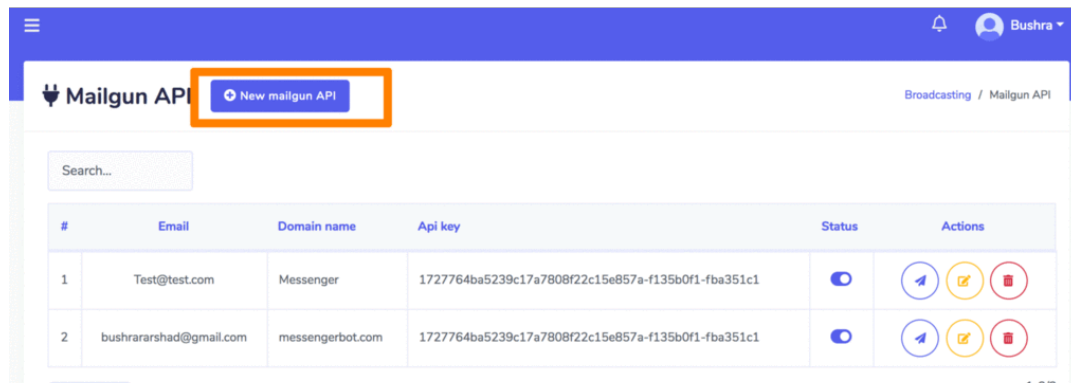 Bushra
Mailgun API
New mailgun API
Broadcasting / Mailgun API
Search...
# Email Domain name Api key Status Actions
1 Test@test.com Messenger 1727764ba5239c17a7808f22c15e857a-f135b0f1-fba351c1
2 bushrararshad@gmail.com messengerbot.com 1727764ba5239c17a7808f22c15e857a-f135b0f1-fba351c1